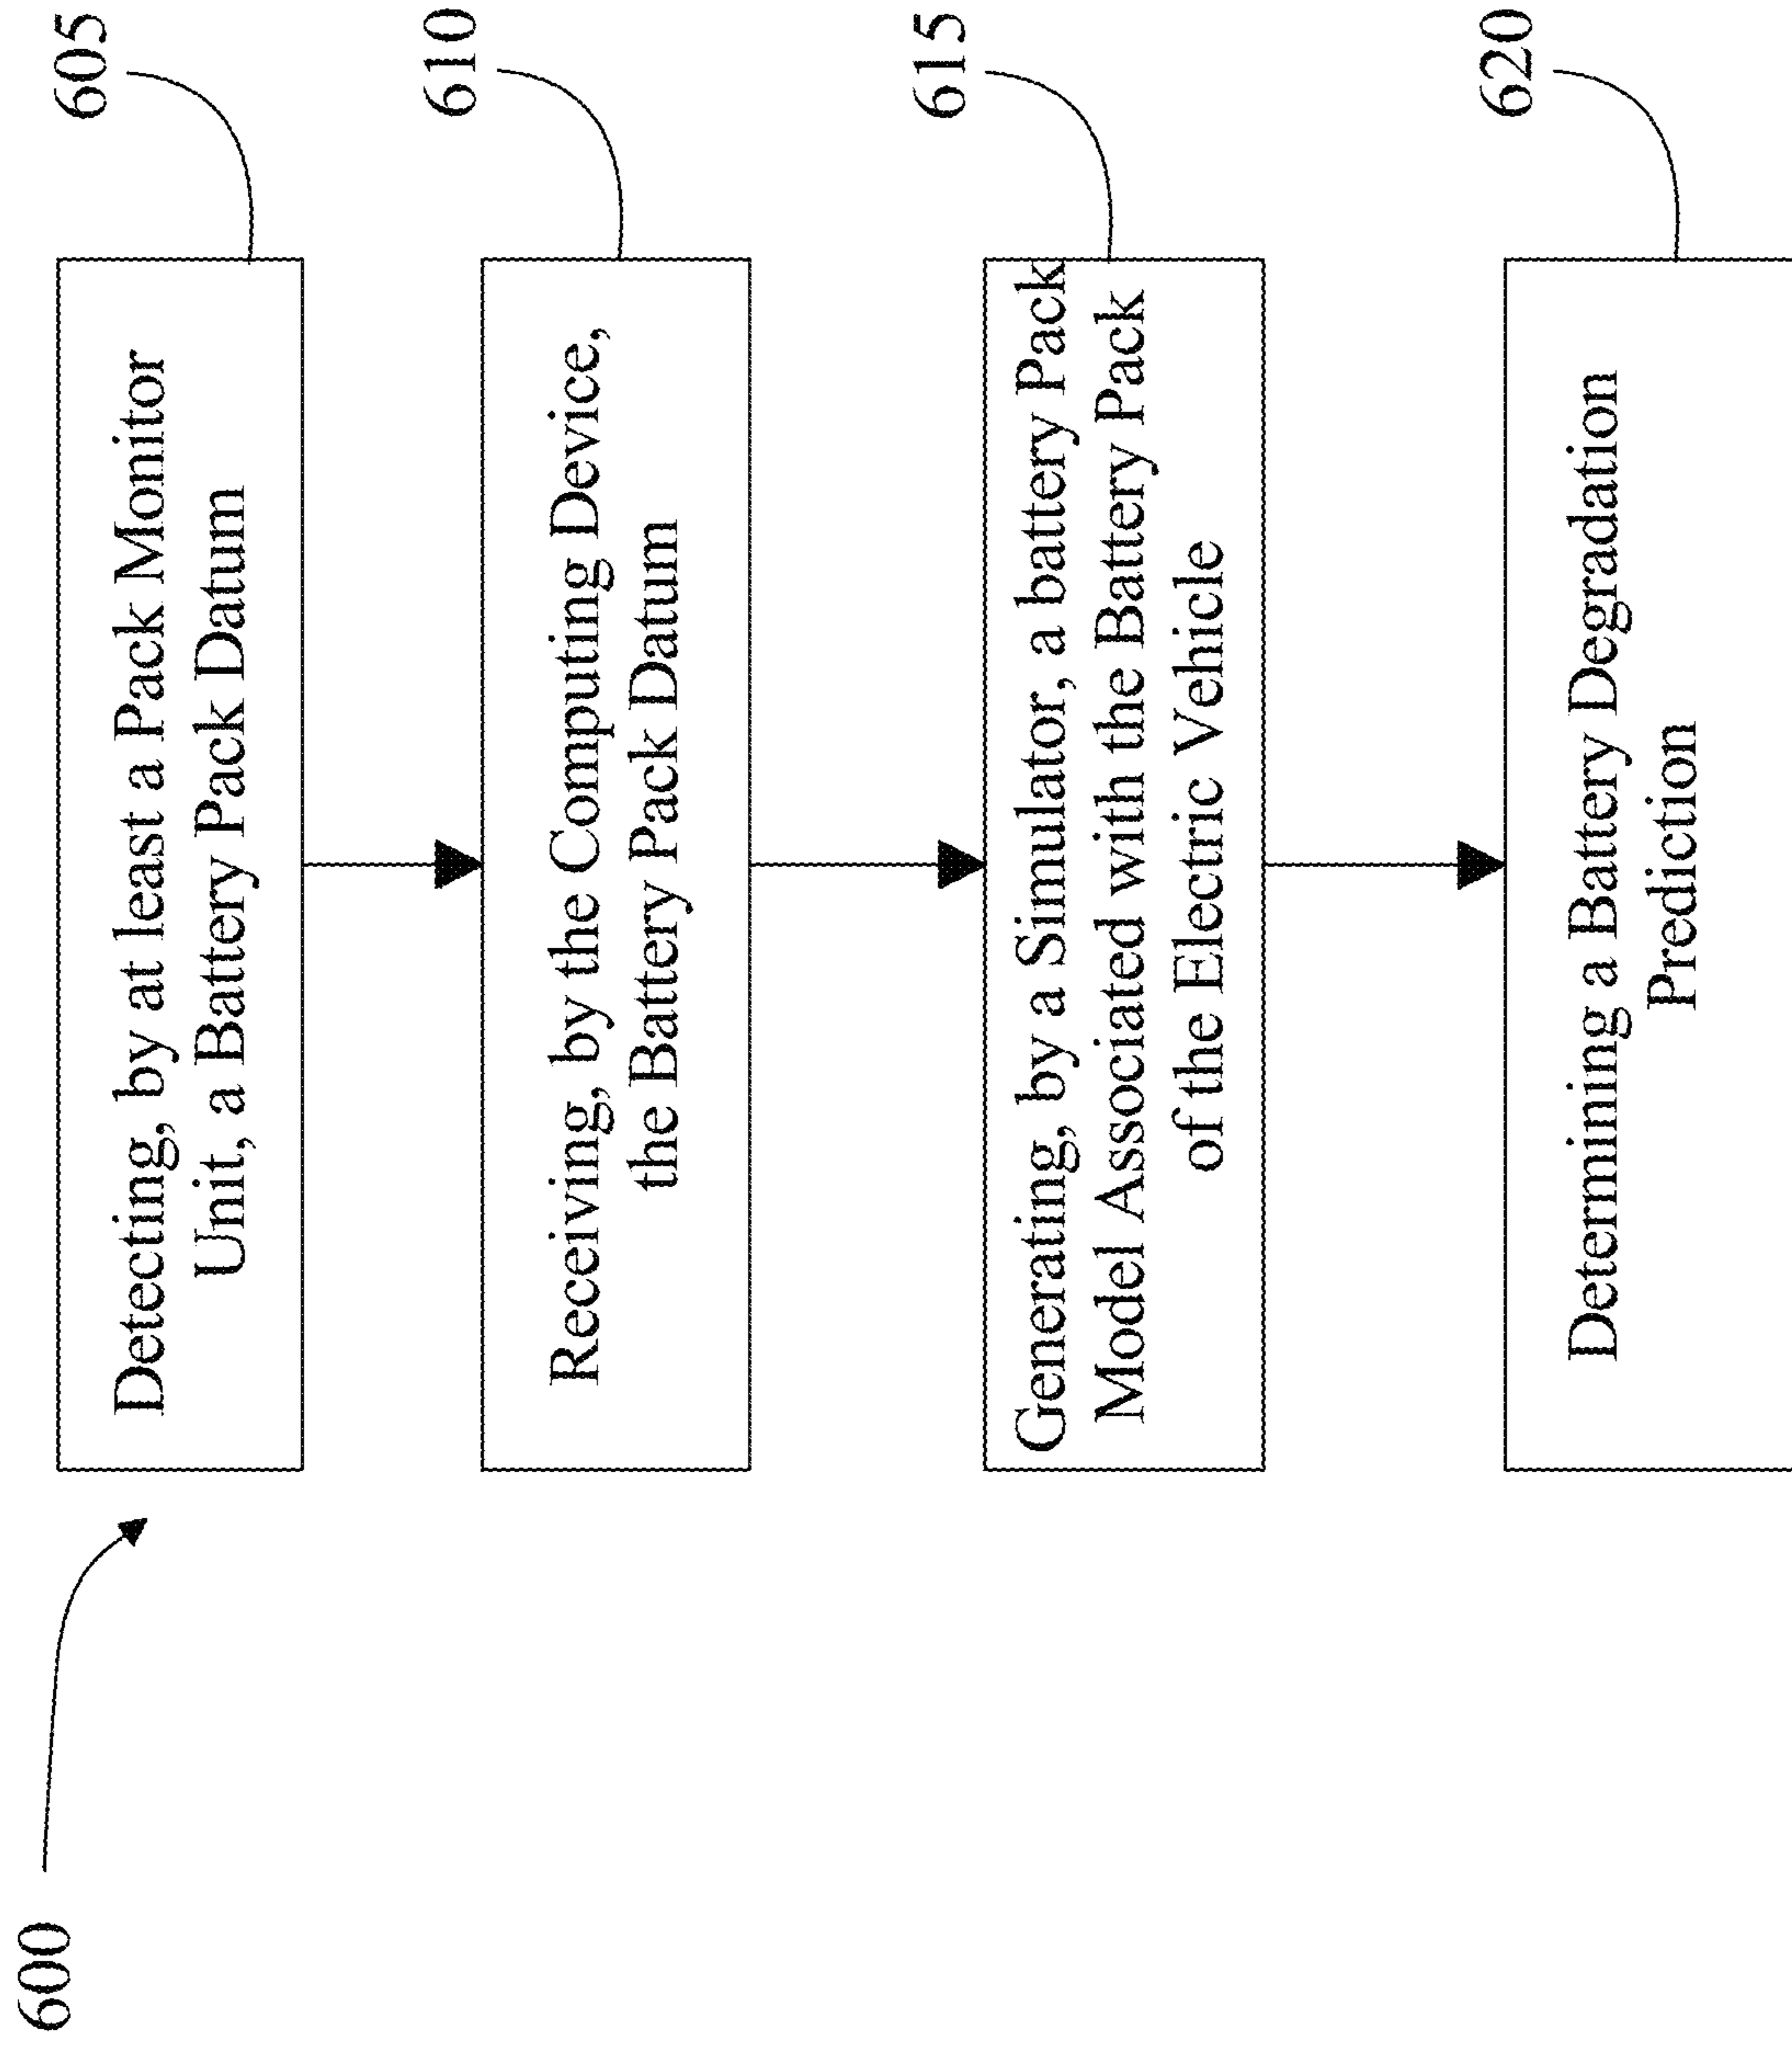 600
605
Detecting, by at least a Pack Monitor
Unit, a Battery Pack Datum
610
Receiving, by the Computing Device,
the Battery Pack Datum
615
Generating, by a Simulator, a battery Pack
Model Associated with the Battery Pack
of the Electric Vehicle
620
Determining a Battery Degradation
Prediction